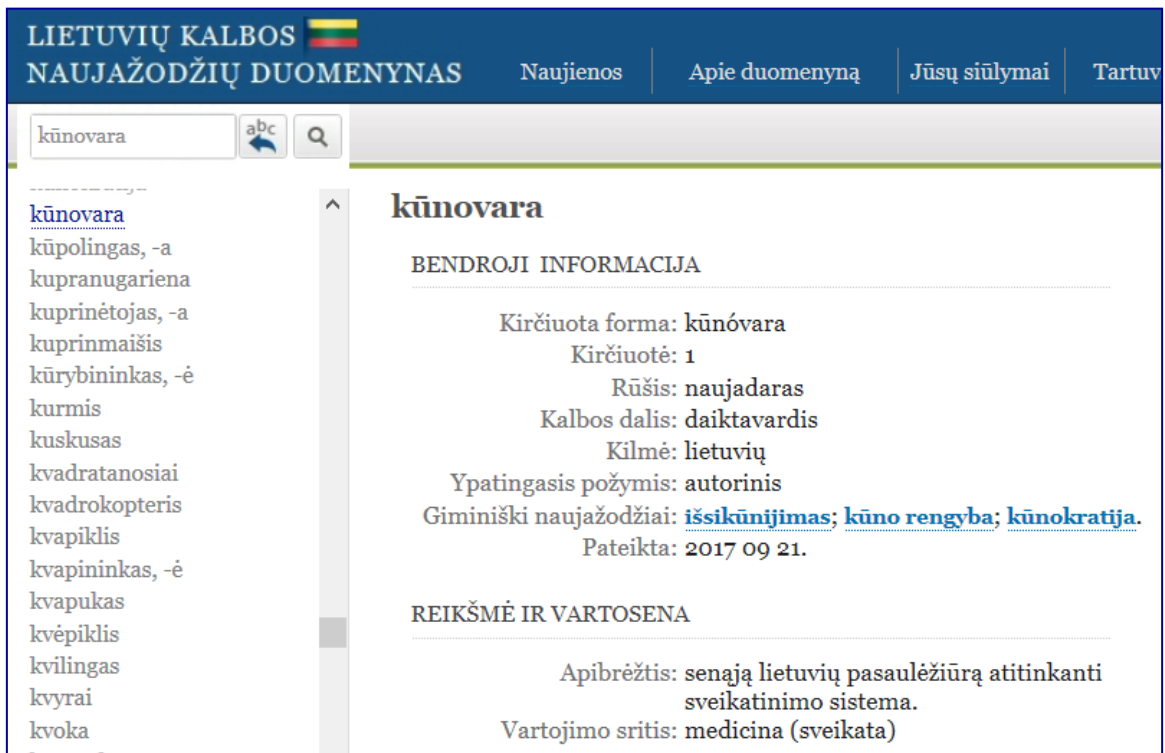 LIETUVIŲ KALBOS
NAUJAŽODŽIŲ DUOMENYNAS
Naujienos
Apie duomenyną
Jūsų siūlymai
Tartuv
kūnovara
abc
kūnovara
kūpolingas, -a
kupranugariena
kuprinėtojas, -a
kuprinmaišis
kūrybininkas, -ė
kurmis
kuskusas
kvadratanosiai
kvadrokopteris
kvapiklis
kvapininkas, -ė
kvapukas
kvėpiklis
kvilingas
kvyrai
kvoka
kūnovara
BENDROJI INFORMACIJA
Kirčiuota forma: kūnóvara
Kirčiuotė: 1
Rūšis: naujadaras
Kalbos dalis: daiktavardis
Kilmė: lietuvių
Ypatingasis požymis: autorinis
Giminiški naujažodžiai: išsikūnijimas; kūno rengyba; kūnokratija.
Pateikta: 2017 09 21.
REIKŠMĖ IR VARTOSENA
Apibrėžtis: senąją lietuvių pasaulėžiūrą atitinkanti
sveikatinimo sistema.
Vartojimo sritis: medicina (sveikata)